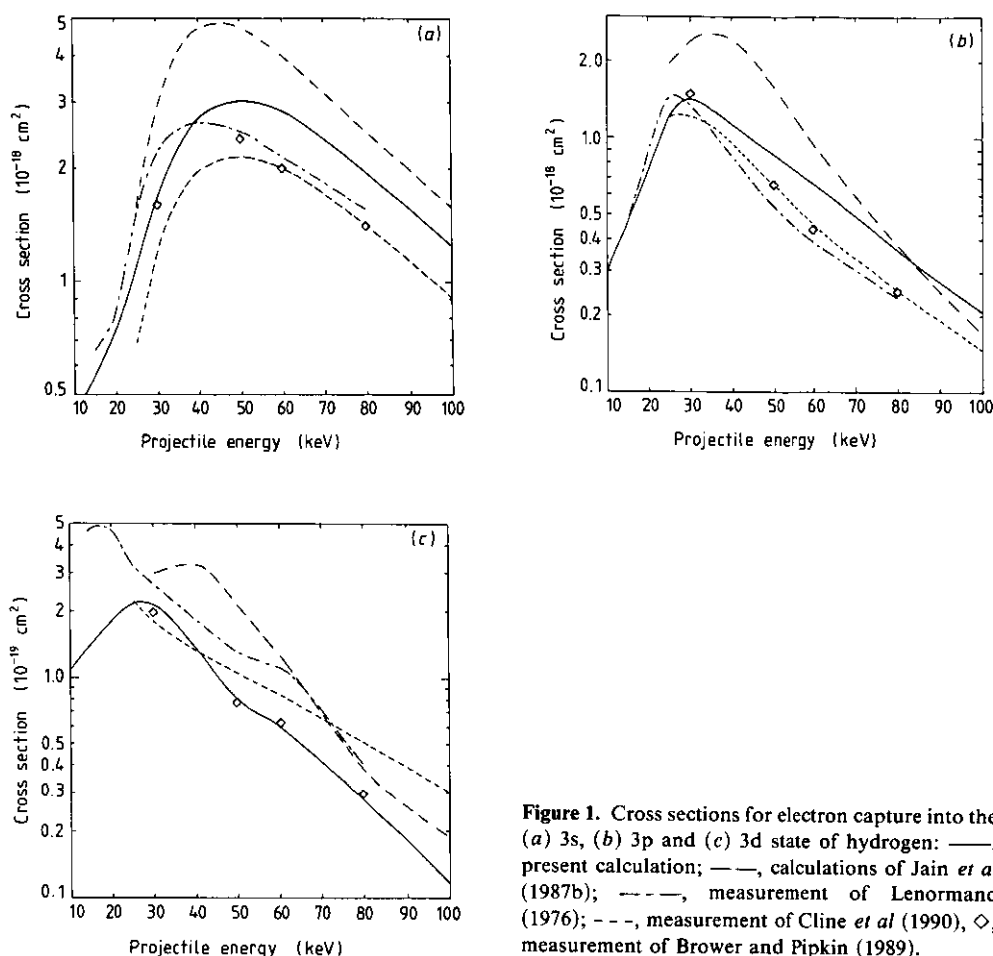 (a)
5
4
3
2
1
0.5
Cross section (10⁻¹⁸ cm²)
10 20 30 40 50 60 70 80 90 100
Projectile energy (keV)
(b)
2.0
1.0
0.5
0.4
0.3
0.2
0.1
Cross section (10⁻¹⁸ cm²)
10 20 30 40 50 60 70 80 90 100
Projectile energy (keV)
(c)
5
4
3
2
1.0
0.5
0.4
0.3
0.2
0.1
Cross section (10⁻¹⁹ cm²)
10 20 30 40 50 60 70 80 90 100
Projectile energy (keV)
Figure 1. Cross sections for electron capture into the
(a) 3s, (b) 3p and (c) 3d state of hydrogen: ——,
present calculation; — —, calculations of Jain et al
(1987b); —·—, measurement of Lenormand
(1976); - - -, measurement of Cline et al (1990), ◇,
measurement of Brower and Pipkin (1989).